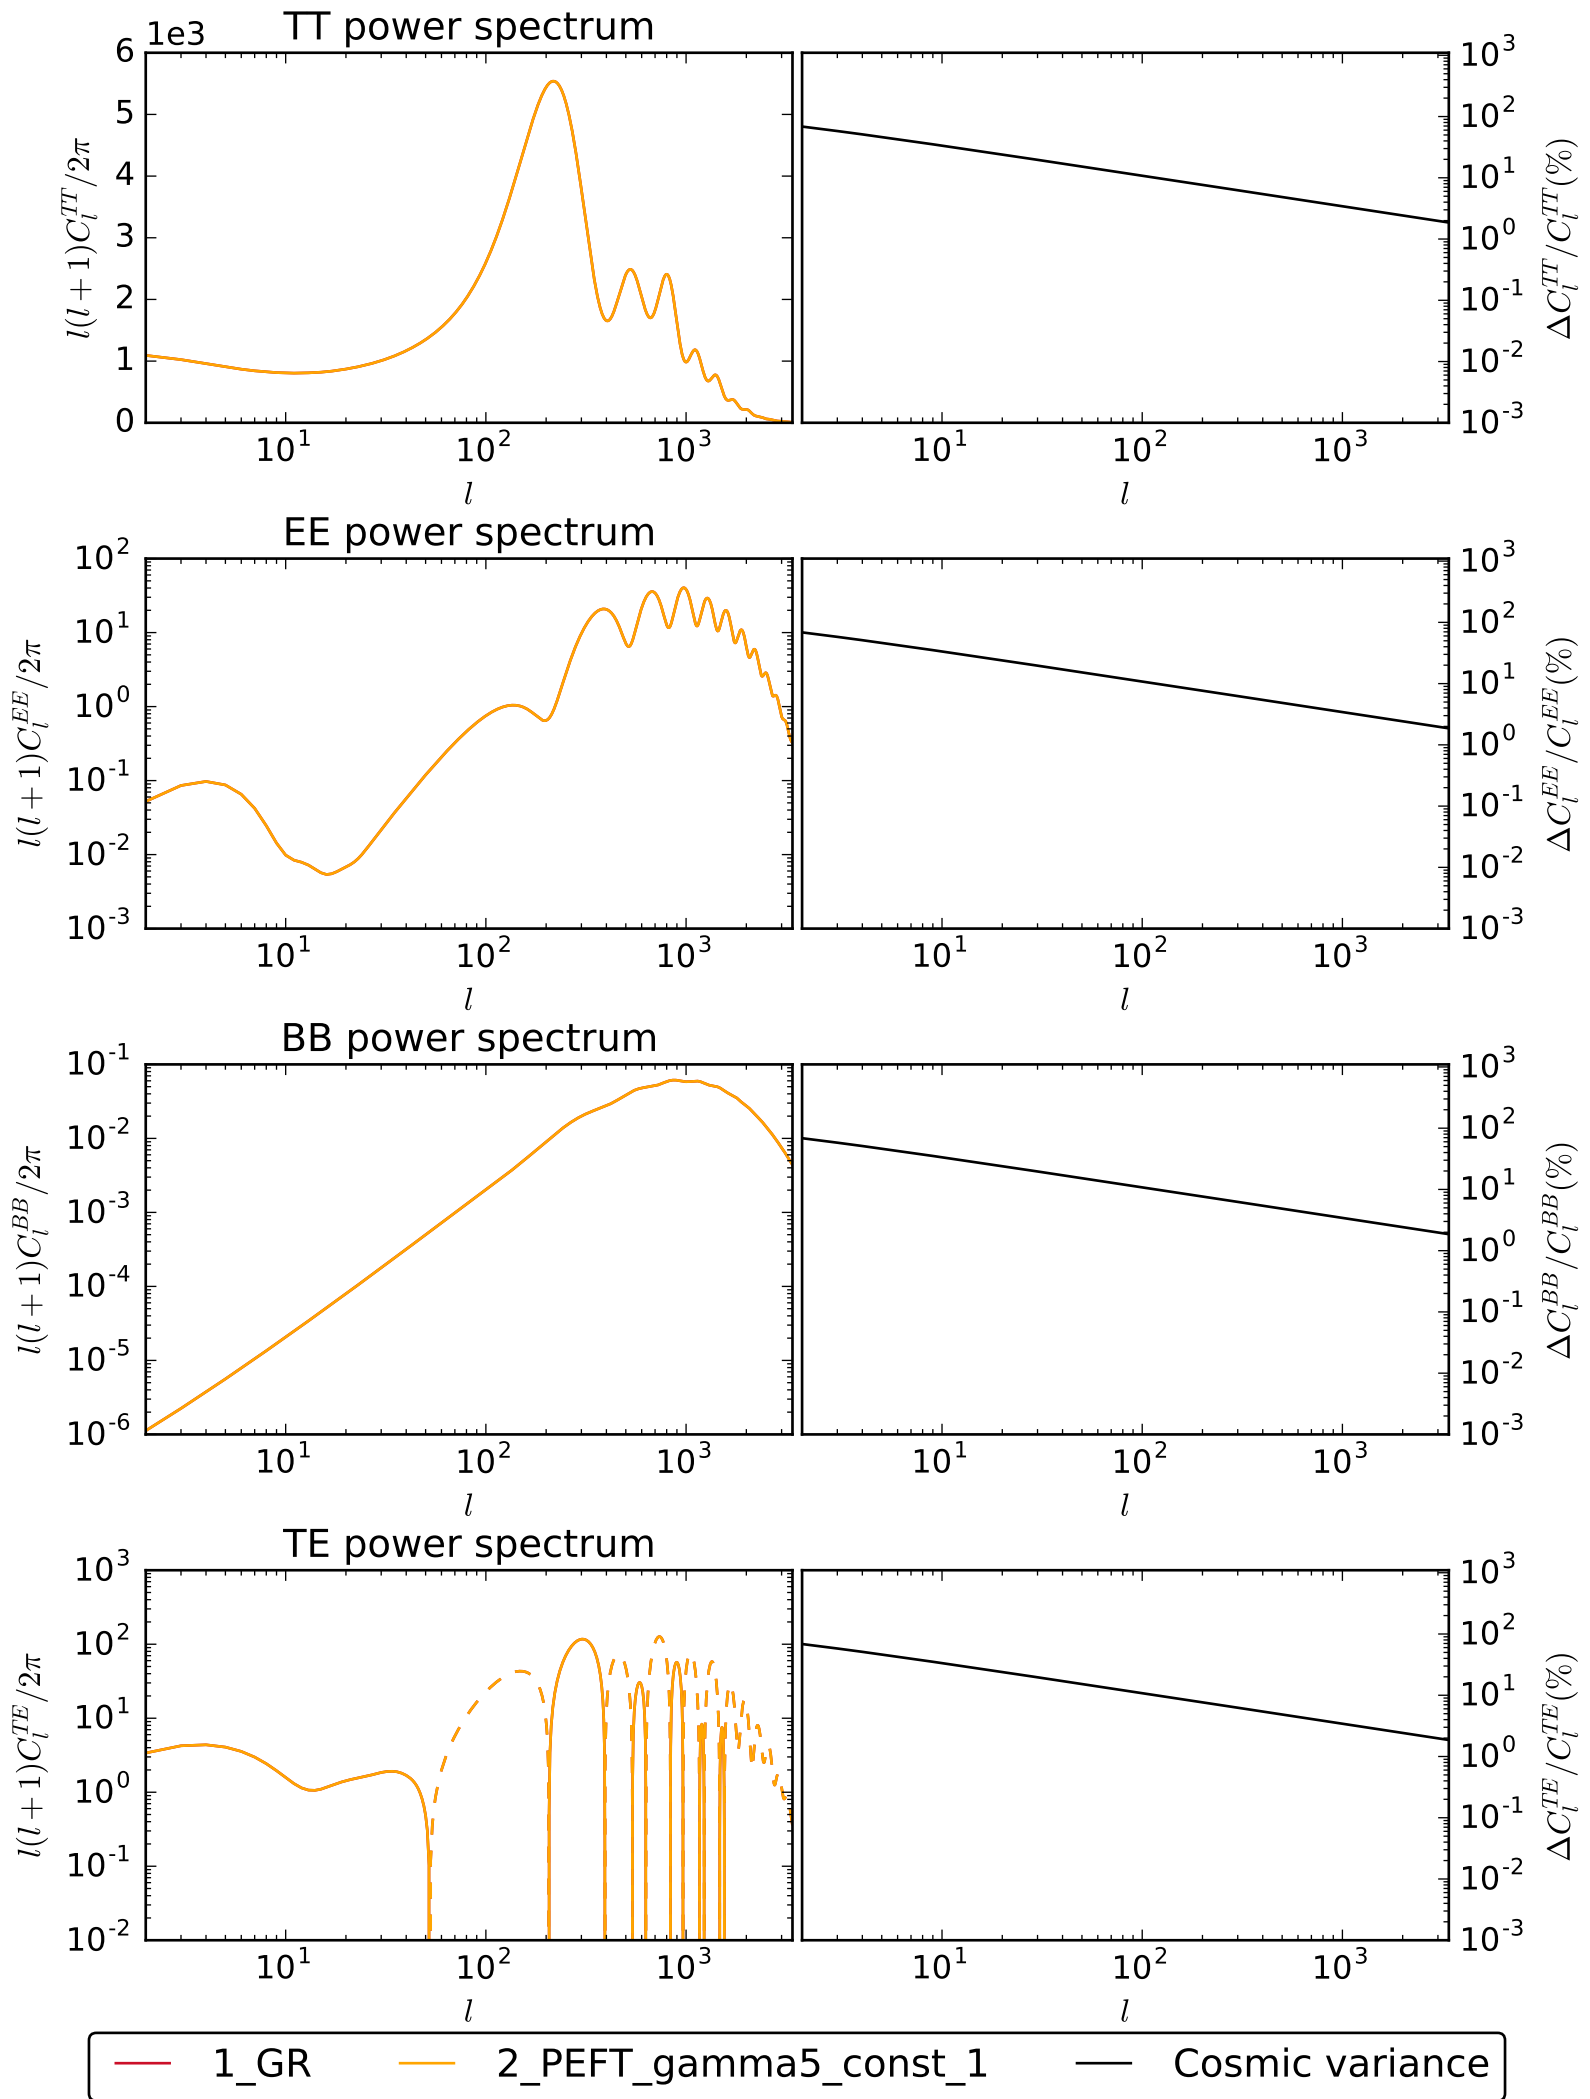 1e3 TT power spectrum
6
5
4
3
2
1
0
l(l + 1)C_l^{TT}/2π
10^1 10^2 10^3
l
10^1 10^2 10^3
l
10^3
10^2
10^1
10^0
10^-1
10^-2
10^-3
ΔC_l^{TT}/C_l^{TT}(%)
EE power spectrum
10^2
10^1
10^0
10^-1
10^-2
10^-3
l(l + 1)C_l^{EE}/2π
10^1 10^2 10^3
l
10^1 10^2 10^3
l
10^3
10^2
10^1
10^0
10^-1
10^-2
10^-3
ΔC_l^{EE}/C_l^{EE}(%)
BB power spectrum
10^-1
10^-2
10^-3
10^-4
10^-5
10^-6
l(l + 1)C_l^{BB}/2π
10^1 10^2 10^3
l
10^1 10^2 10^3
l
10^3
10^2
10^1
10^0
10^-1
10^-2
10^-3
ΔC_l^{BB}/C_l^{BB}(%)
TE power spectrum
10^3
10^2
10^1
10^0
10^-1
10^-2
l(l + 1)C_l^{TE}/2π
10^1 10^2 10^3
l
10^1 10^2 10^3
l
10^3
10^2
10^1
10^0
10^-1
10^-2
10^-3
ΔC_l^{TE}/C_l^{TE}(%)
1_GR 2_PEFT_gamma5_const_1 Cosmic variance